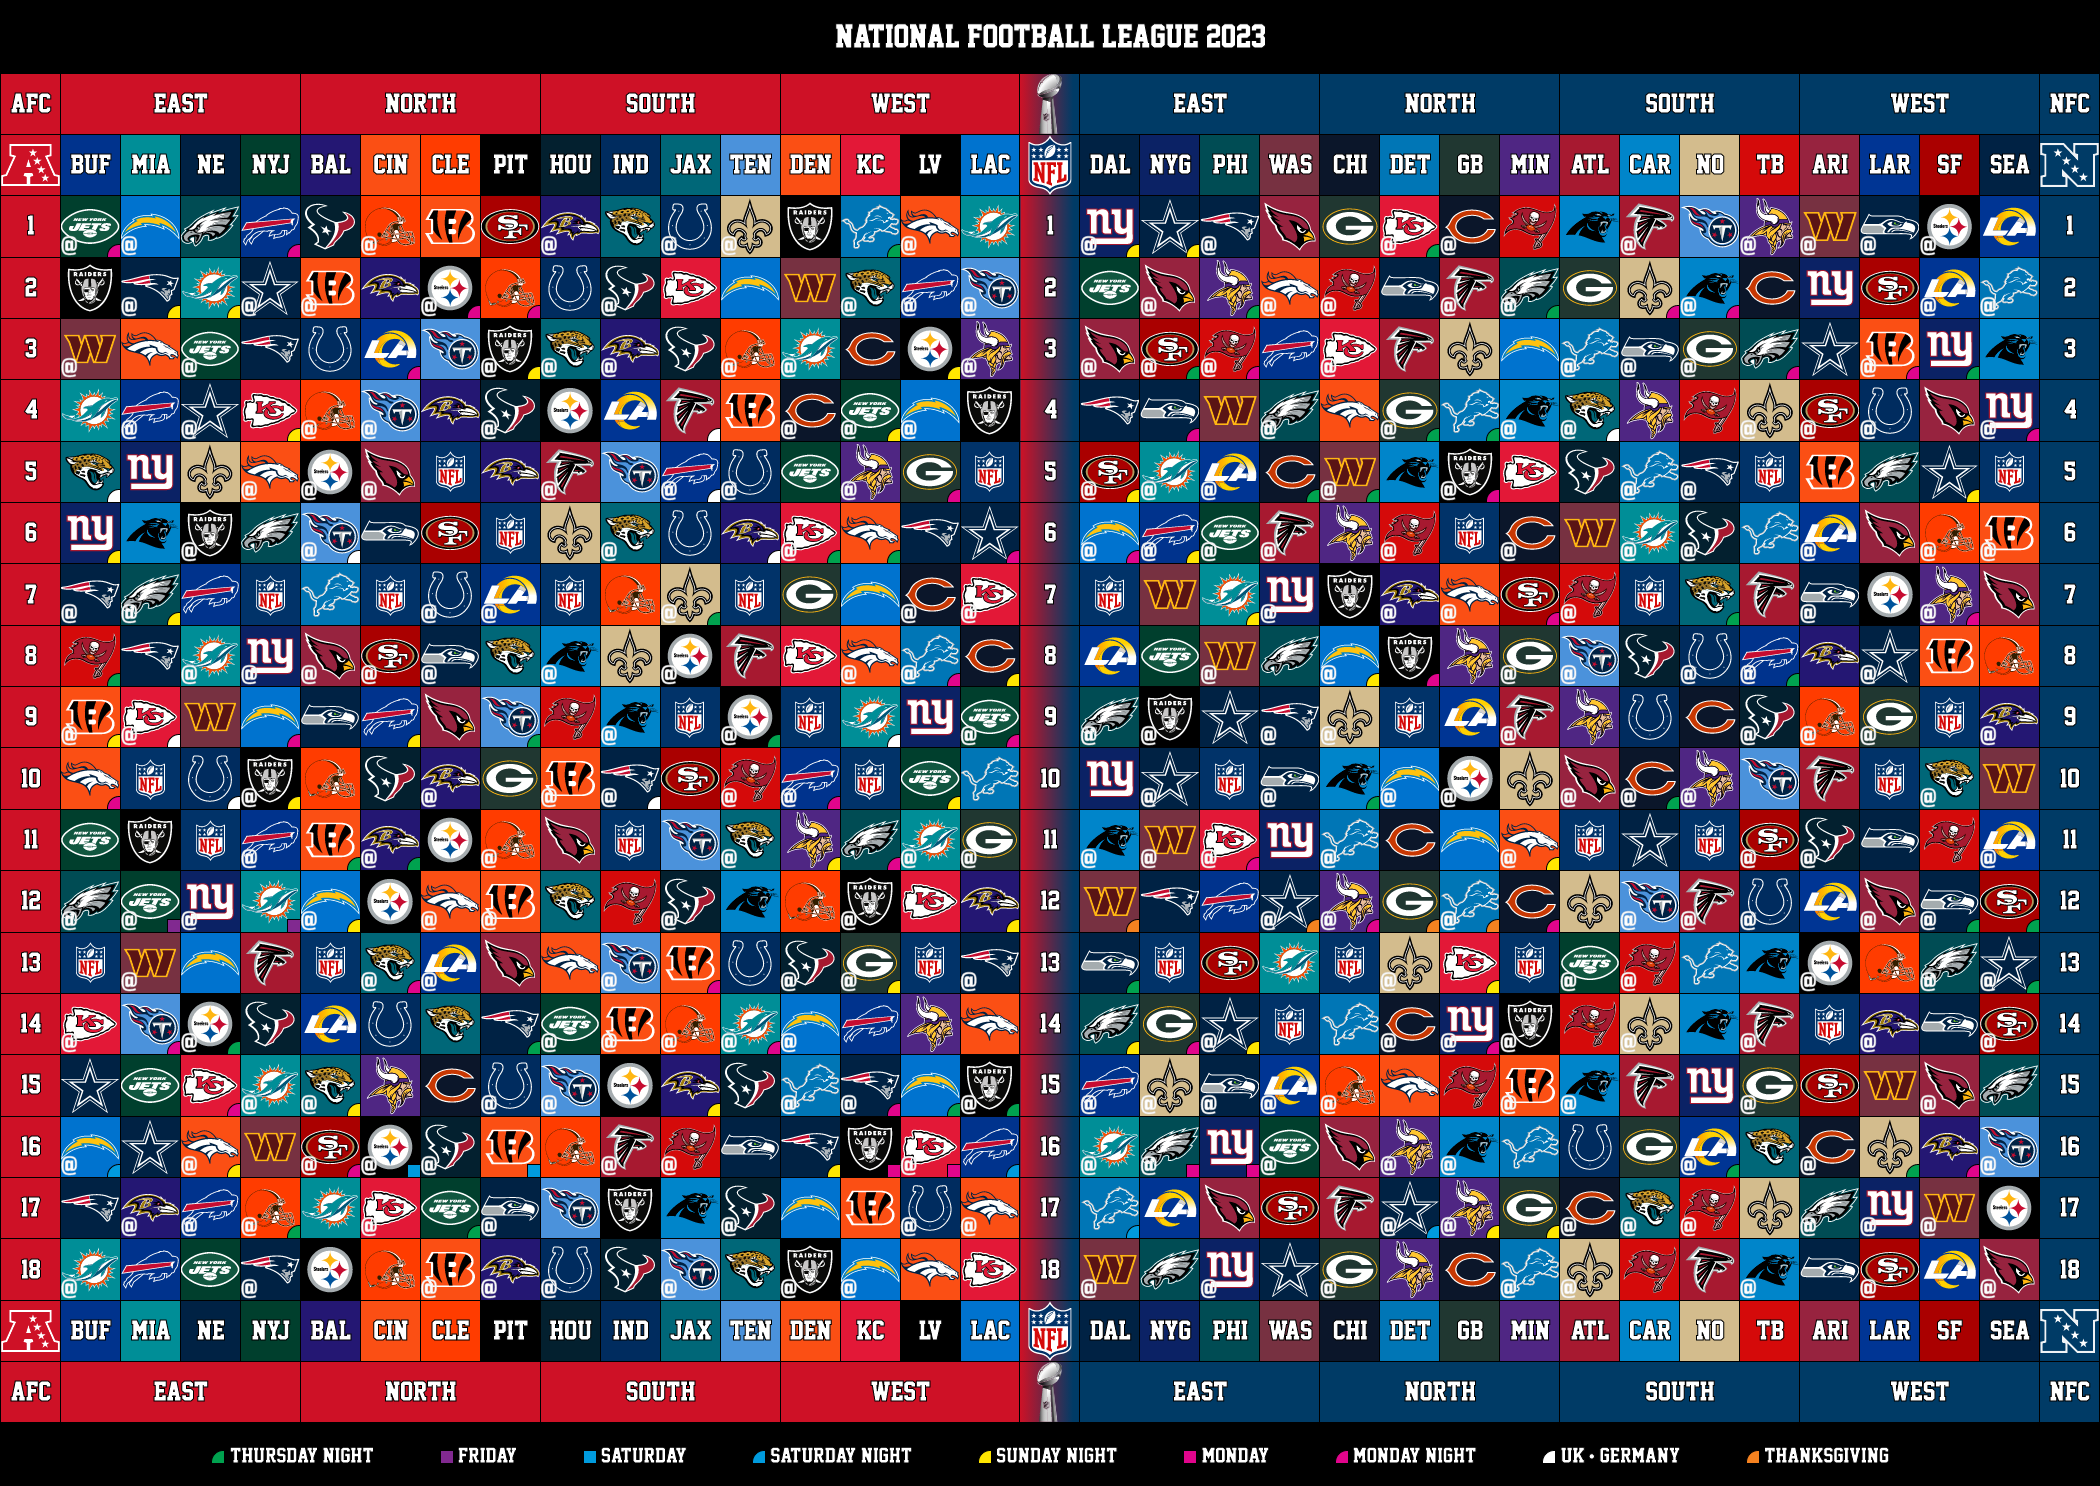 NATIONAL FOOTBALL LEAGUE 2023
AFC EAST NORTH SOUTH WEST EAST NORTH SOUTH WEST NFC
BUF MIA NE NYJ BAL CIN CLE PIT HOU IND JAX TEN DEN KC LV LAC NFL DAL NYG PHI WAS CHI DET GB MIN ATL CAR NO TB ARI LAR SF SEA
1 1 1
2 2 2
3 3 3
4 4 4
5 5 5
6 6 6
7 7 7
8 8 8
9 9 9
10 10 10
11 11 11
12 12 12
13 13 13
14 14 14
15 15 15
16 16 16
17 17 17
18 18 18
BUF MIA NE NYJ BAL CIN CLE PIT HOU IND JAX TEN DEN KC LV LAC NFL DAL NYG PHI WAS CHI DET GB MIN ATL CAR NO TB ARI LAR SF SEA
AFC EAST NORTH SOUTH WEST EAST NORTH SOUTH WEST NFC
THURSDAY NIGHT FRIDAY SATURDAY SATURDAY NIGHT SUNDAY NIGHT MONDAY MONDAY NIGHT UK · GERMANY THANKSGIVING